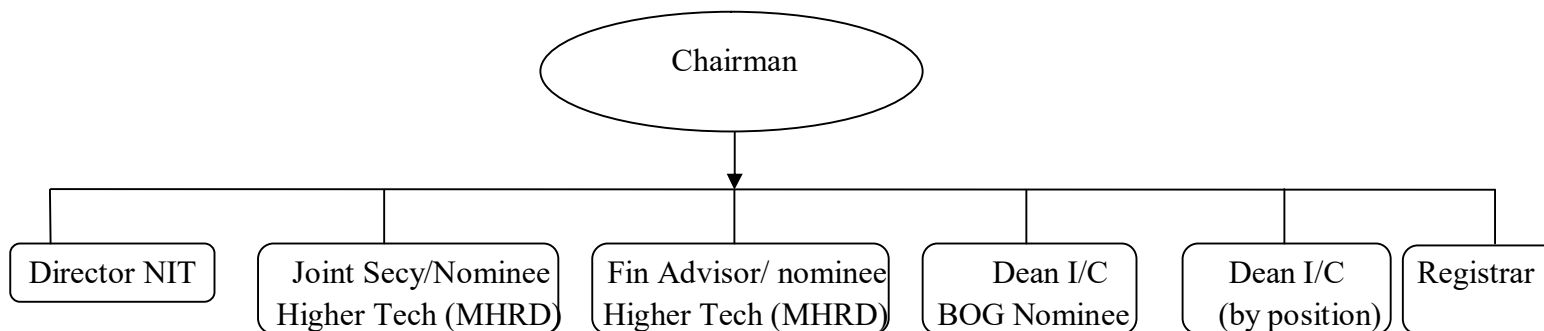 Chairman
Director NIT
Joint Secy/Nominee
Higher Tech (MHRD)
Fin Advisor/ nominee
Higher Tech (MHRD)
Dean I/C
BOG Nominee
Dean I/C
(by position)
Registrar